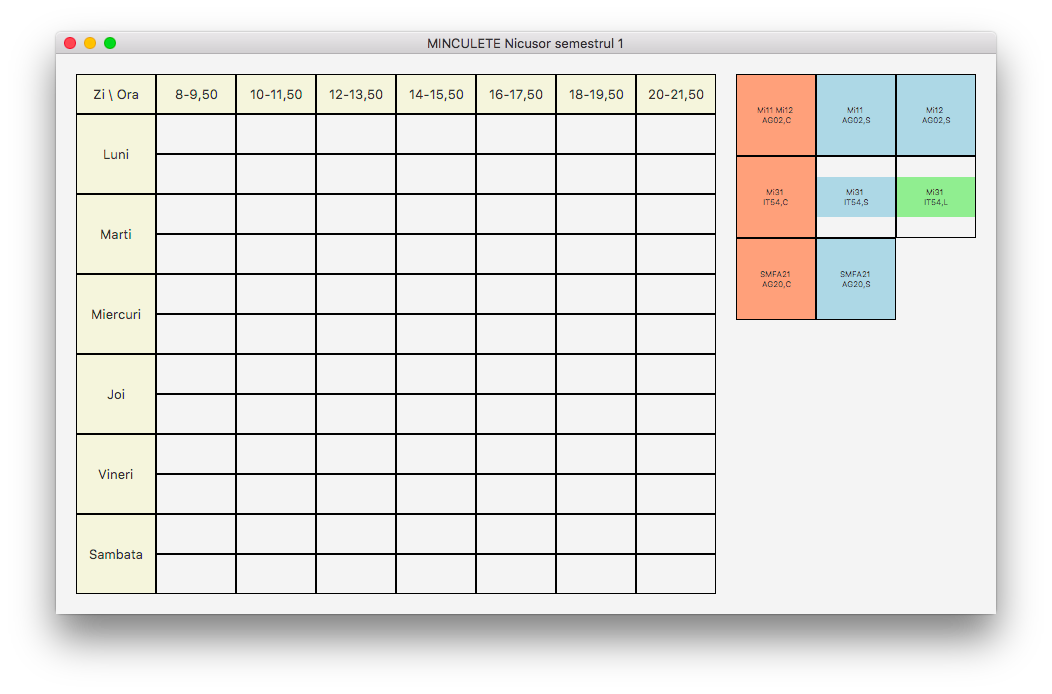 MINCULETE Nicusor semestrul 1
Zi \ Ora 8-9,50 10-11,50 12-13,50 14-15,50 16-17,50 18-19,50 20-21,50
Luni
Marti
Miercuri
Joi
Vineri
Sambata
Mi11 Mi12
AG02,C
Mi11
AG02,S
Mi12
AG02,S
Mi31
IT54,C
Mi31
IT54,S
Mi31
IT54,L
SMFA21
AG20,C
SMFA21
AG20,S